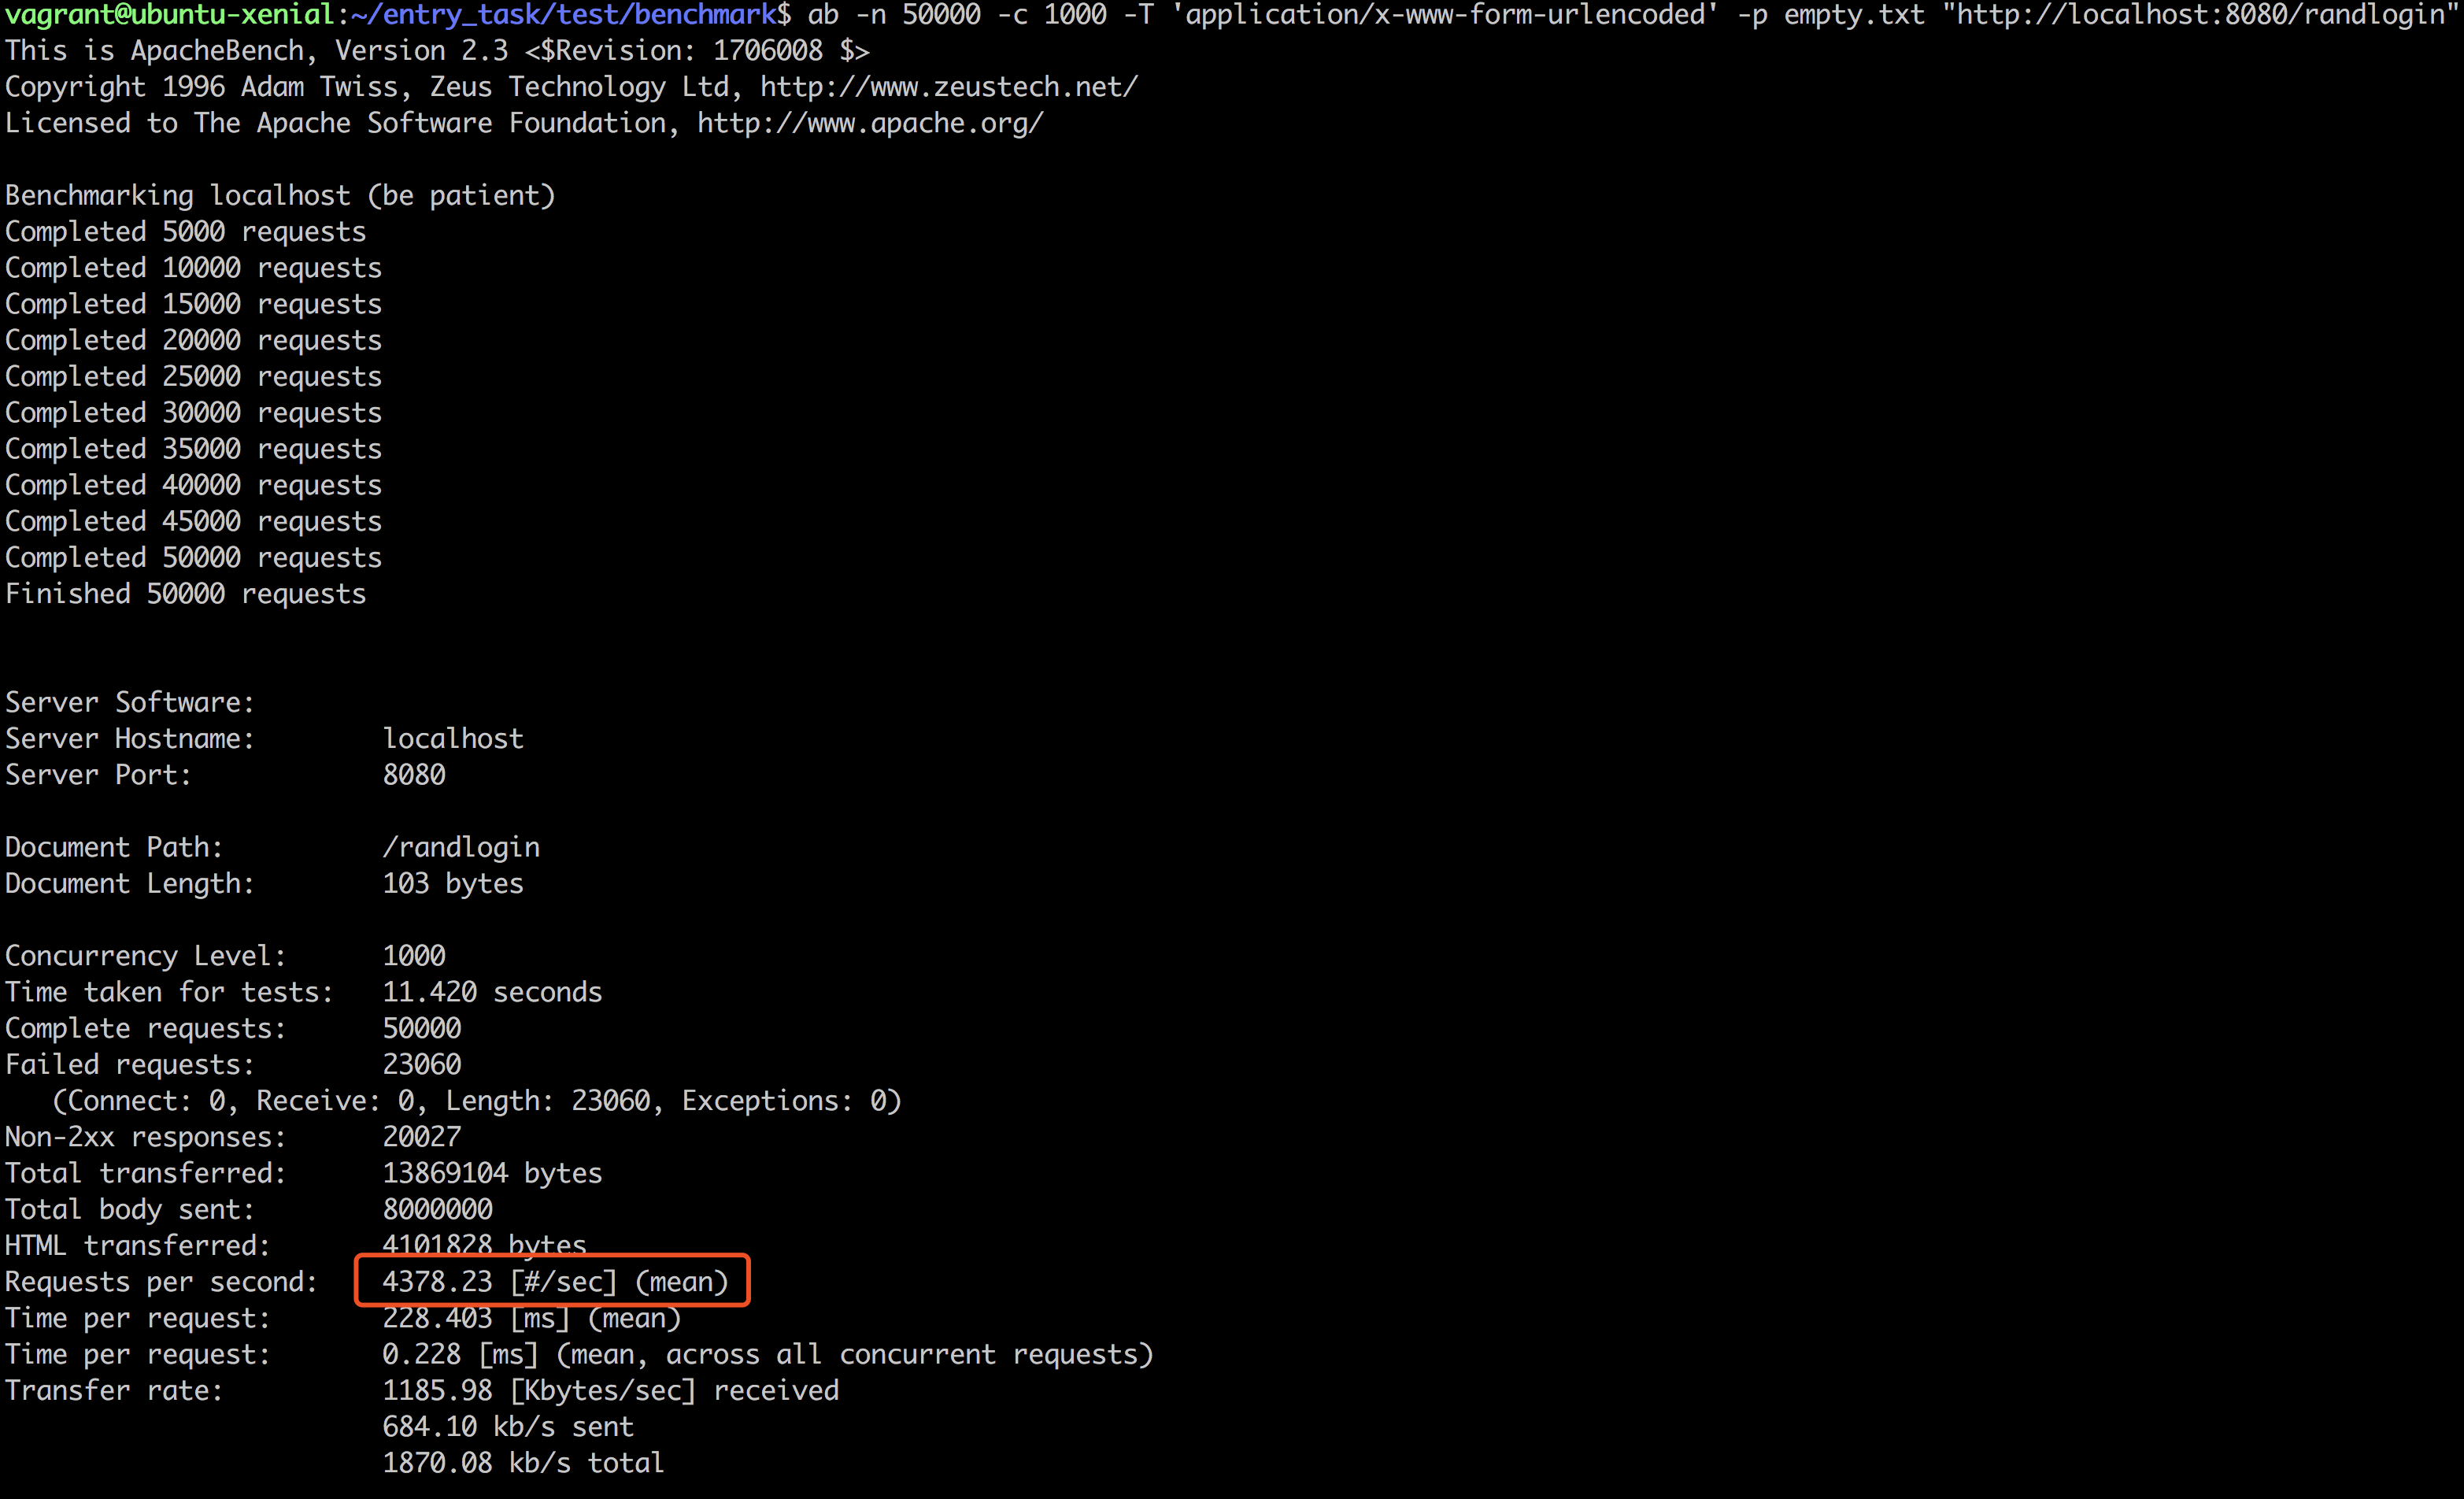 vagrant@ubuntu-xenial:~/entry_task/test/benchmark$ ab -n 50000 -c 1000 -T 'application/x-www-form-urlencoded' -p empty.txt "http://localhost:8080/randlogin"
This is ApacheBench, Version 2.3 <$Revision: 1706008 $>
Copyright 1996 Adam Twiss, Zeus Technology Ltd, http://www.zeustech.net/
Licensed to The Apache Software Foundation, http://www.apache.org/
Benchmarking localhost (be patient)
Completed 5000 requests
Completed 10000 requests
Completed 15000 requests
Completed 20000 requests
Completed 25000 requests
Completed 30000 requests
Completed 35000 requests
Completed 40000 requests
Completed 45000 requests
Completed 50000 requests
Finished 50000 requests
Server Software:
Server Hostname:        localhost
Server Port:            8080
Document Path:          /randlogin
Document Length:        103 bytes
Concurrency Level:      1000
Time taken for tests:   11.420 seconds
Complete requests:      50000
Failed requests:        23060
   (Connect: 0, Receive: 0, Length: 23060, Exceptions: 0)
Non-2xx responses:      20027
Total transferred:      13869104 bytes
Total body sent:        8000000
HTML transferred:       4101828 bytes
Requests per second:    4378.23 [#/sec] (mean)
Time per request:       228.403 [ms] (mean)
Time per request:       0.228 [ms] (mean, across all concurrent requests)
Transfer rate:          1185.98 [Kbytes/sec] received
                        684.10 kb/s sent
                        1870.08 kb/s total